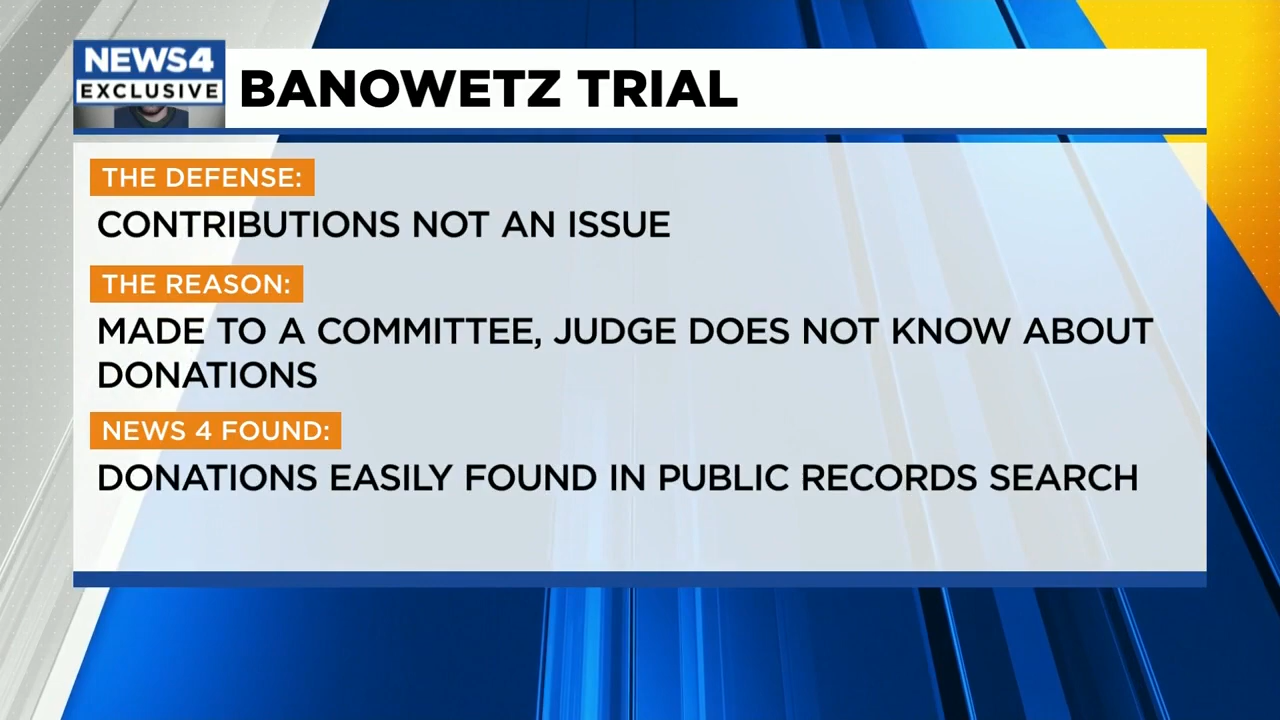 NEWS4
EXCLUSIVE
BANOWETZ TRIAL
THE DEFENSE:
CONTRIBUTIONS NOT AN ISSUE
THE REASON:
MADE TO A COMMITTEE, JUDGE DOES NOT KNOW ABOUT
DONATIONS
NEWS 4 FOUND:
DONATIONS EASILY FOUND IN PUBLIC RECORDS SEARCH